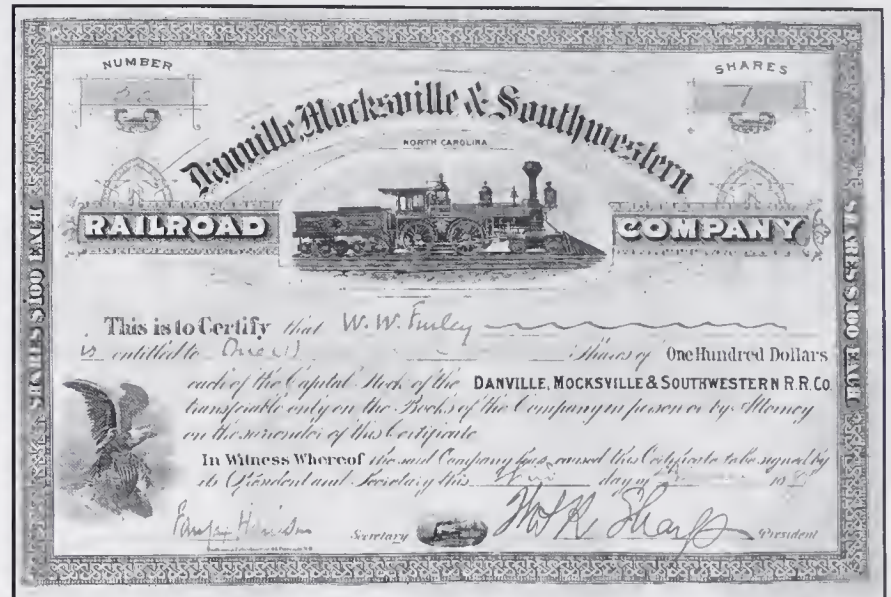 NUMBER
SHARES
7
Danville, Mocksville & Southwestern
NORTH CAROLINA
RAILROAD COMPANY
SHARES $100 EACH
SHARES $100 EACH
This is to Certify that W. W. Finley
is entitled to One (1) Shares of One Hundred Dollars
each of the Capital Stock of the DANVILLE, MOCKSVILLE & SOUTHWESTERN R.R. Co.
transferable only on the Books of the Company in person or by Attorney
on the surrender of this Certificate
In Witness Whereof the said Company has caused this Certificate to be signed by
its President and Secretary this day of
Fairfax Harrison Secretary Sharp President